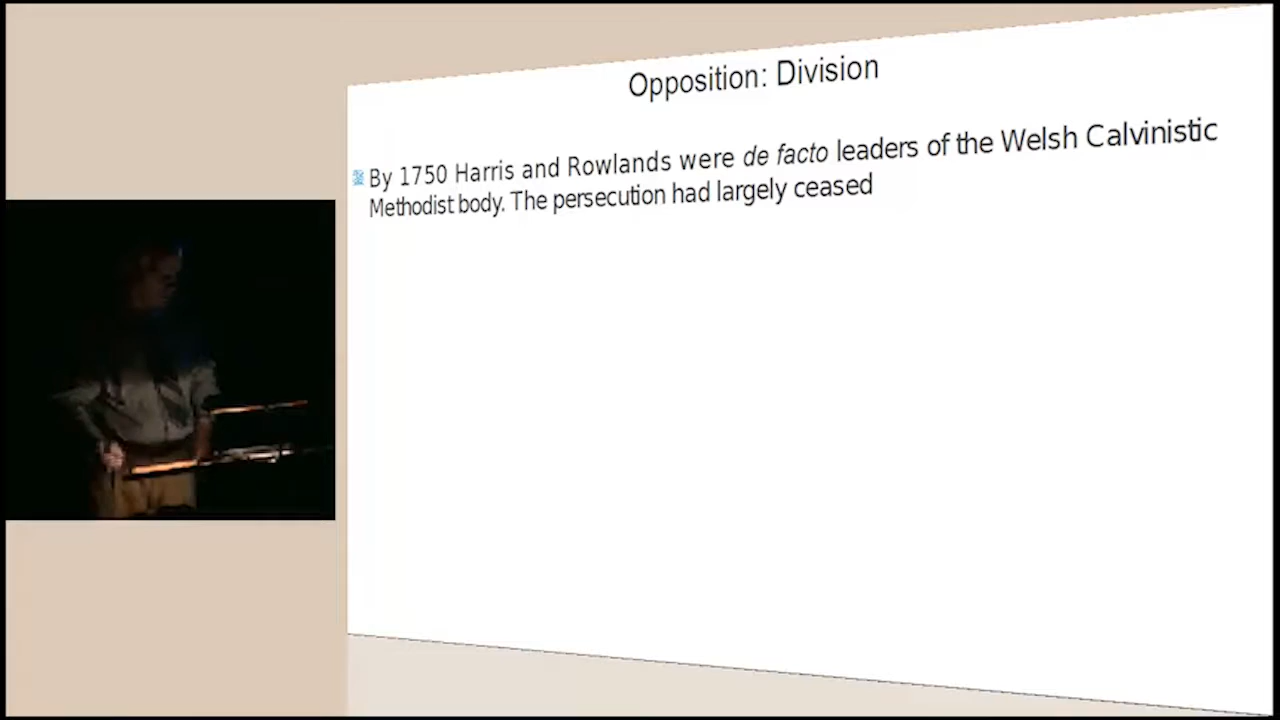 Opposition: Division
By 1750 Harris and Rowlands were de facto leaders of the Welsh Calvinistic
Methodist body. The persecution had largely ceased